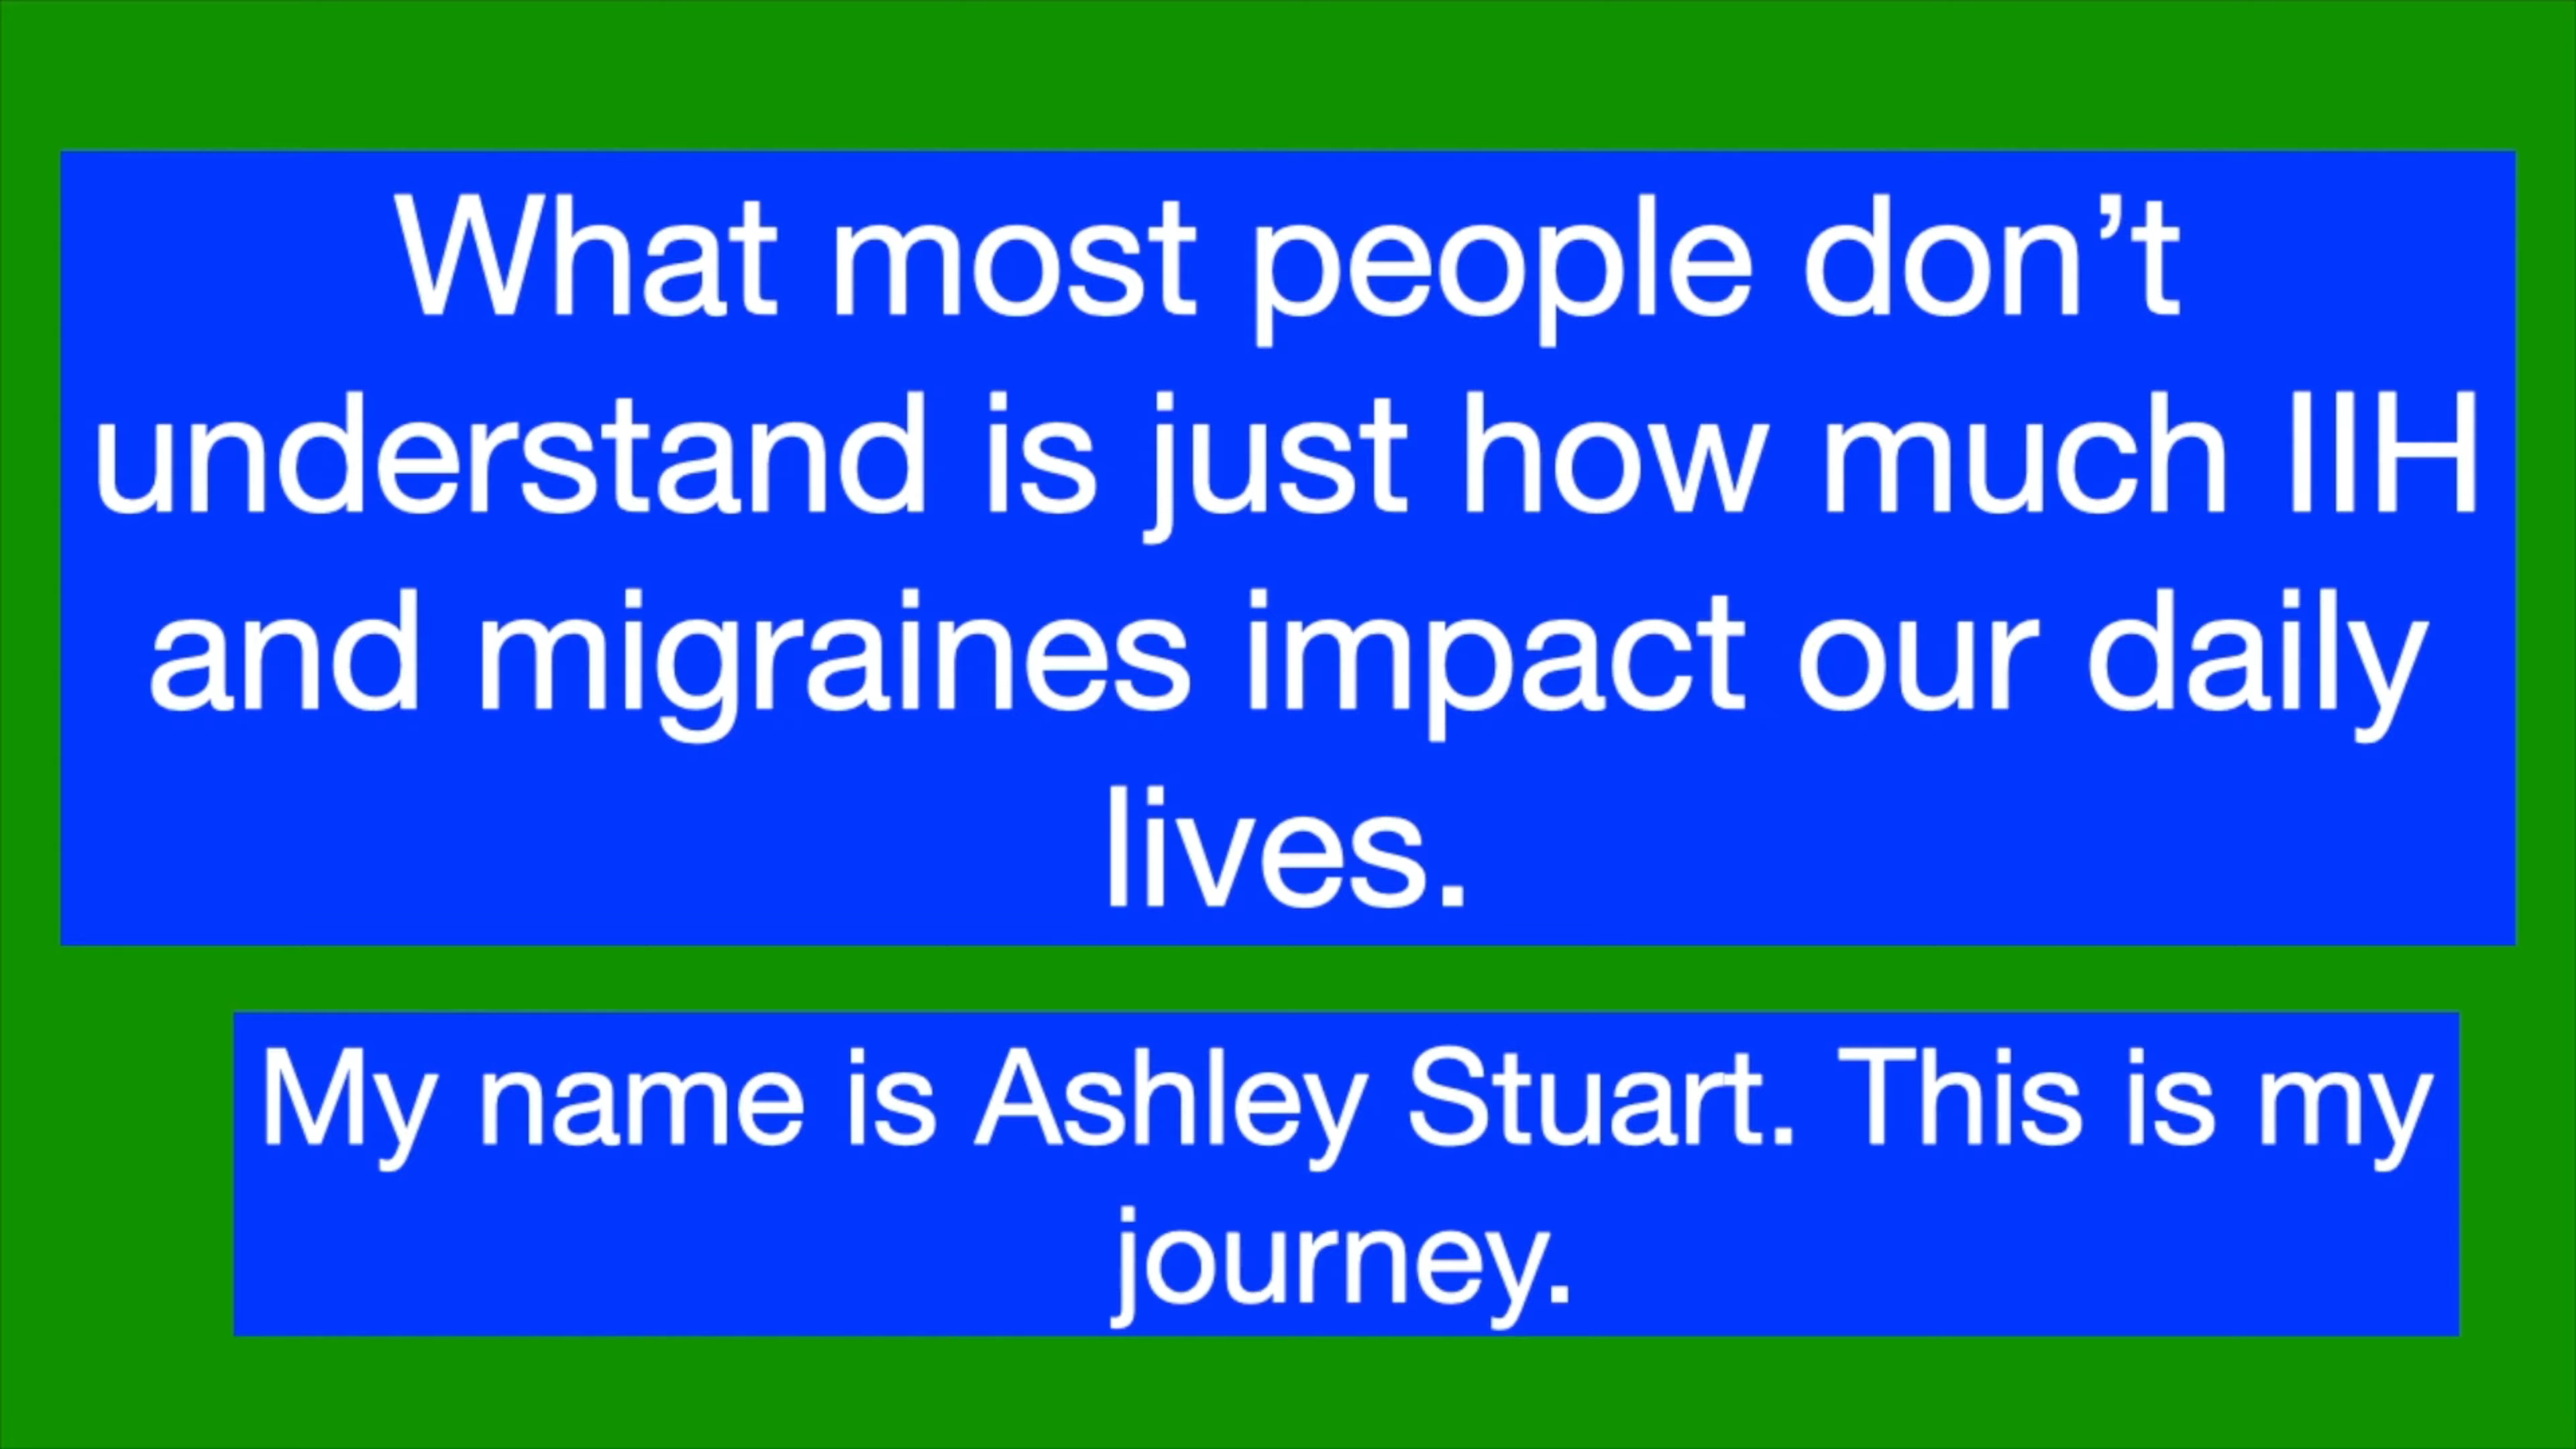 What most people don’t
understand is just how much IIH
and migraines impact our daily
lives.
My name is Ashley Stuart. This is my
journey.